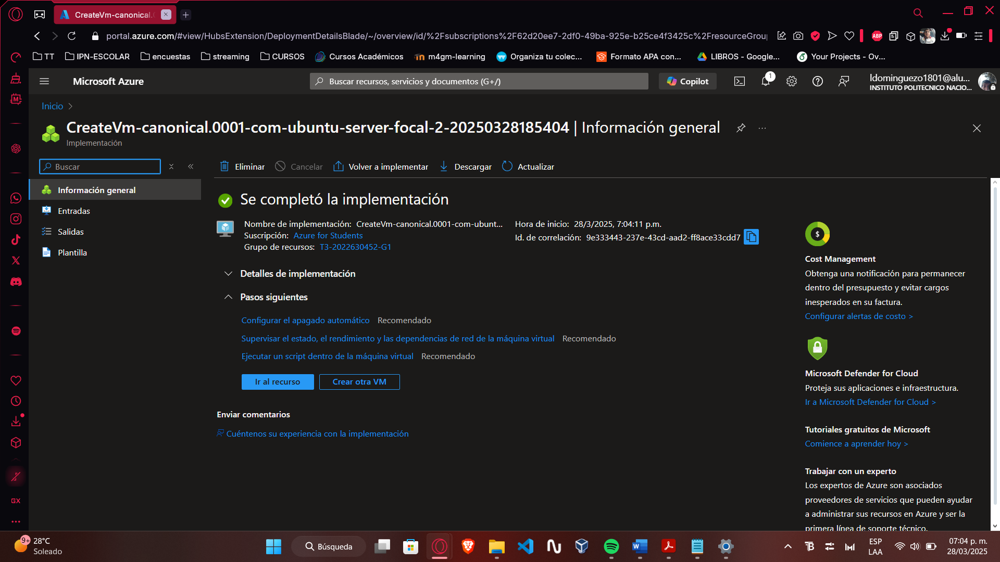 CreateVm-canonical.
portal.azure.com/#view/HubsExtension/DeploymentDetailsBlade/~/overview/id/%2Fsubscriptions%2F62d20ee7-2df0-49ba-925e-b25ce4f3425c%2FresourceGroup
ABP
TT
IPN-ESCOLAR
encuestas
streaming
CURSOS
Cursos Académicos
m4gm-learning
Organiza tu colec...
Formato APA con...
LIBROS - Google...
Your Projects - Ov...
Microsoft Azure
Buscar recursos, servicios y documentos (G+/)
Copilot
1
ldominguezo1801@alu...
INSTITUTO POLITECNICO NACIO...
Inicio
CreateVm-canonical.0001-com-ubuntu-server-focal-2-20250328185404 | Información general
Implementación
Buscar
Eliminar
Cancelar
Volver a implementar
Descargar
Actualizar
Información general
Entradas
Salidas
Plantilla
Se completó la implementación
Nombre de implementación: CreateVm-canonical.0001-com-ubunt...
Suscripción: Azure for Students
Grupo de recursos: T3-2022630452-G1
Hora de inicio: 28/3/2025, 7:04:11 p.m.
Id. de correlación: 9e333443-237e-43cd-aad2-ff8ace33cdd7
Detalles de implementación
Pasos siguientes
Configurar el apagado automático Recomendado
Supervisar el estado, el rendimiento y las dependencias de red de la máquina virtual Recomendado
Ejecutar un script dentro de la máquina virtual Recomendado
Ir al recurso
Crear otra VM
Enviar comentarios
Cuéntenos su experiencia con la implementación
Cost Management
Obtenga una notificación para permanecer
dentro del presupuesto y evitar cargos
inesperados en su factura.
Configurar alertas de costo >
Microsoft Defender for Cloud
Proteja sus aplicaciones e infraestructura.
Ir a Microsoft Defender for Cloud >
Tutoriales gratuitos de Microsoft
Comience a aprender hoy >
Trabajar con un experto
Los expertos de Azure son asociados
proveedores de servicios que pueden ayudar
a administrar sus recursos en Azure y ser la
primera línea de soporte técnico.
GX
9+
28°C
Soleado
Búsqueda
ESP
LAA
07:04 p. m.
28/03/2025